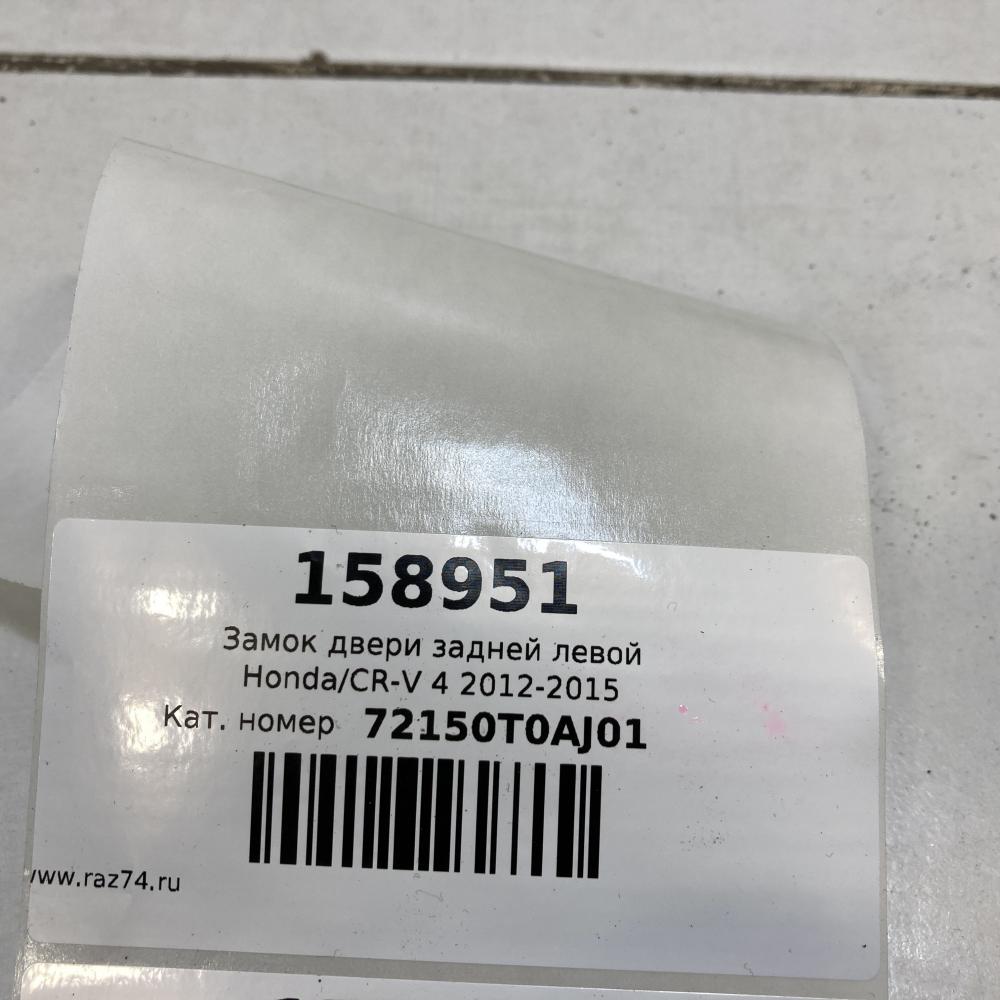 158951
Замок двери задней левой
Honda/CR-V 4 2012-2015
Кат. номер 72150T0AJ01
www.raz74.ru